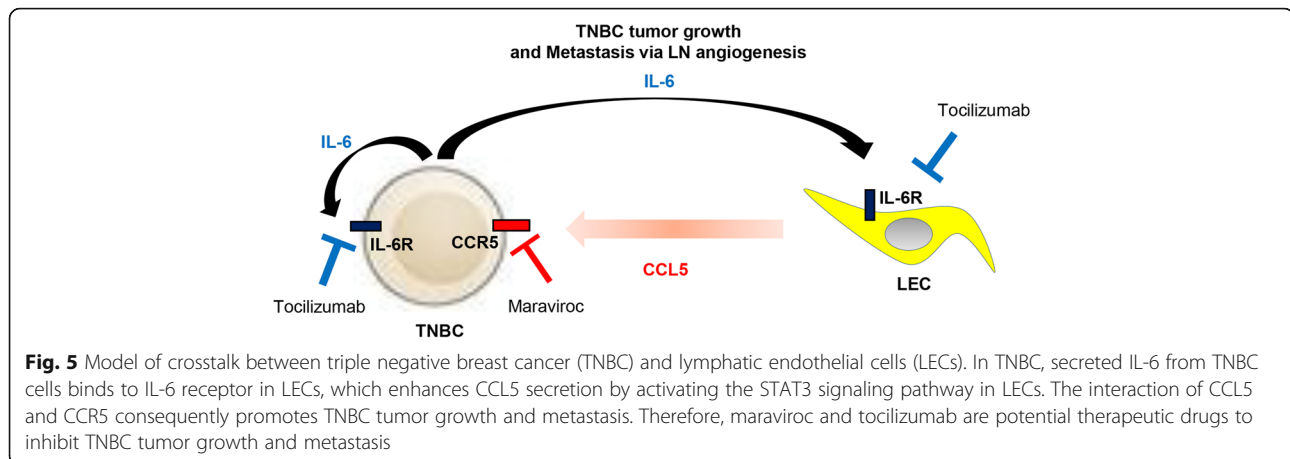 TNBC tumor growth
and Metastasis via LN angiogenesis
IL-6
Tocilizumab
IL-6
IL-6R
IL-6R
CCR5
CCL5
LEC
Tocilizumab
Maraviroc
TNBC
Fig. 5 Model of crosstalk between triple negative breast cancer (TNBC) and lymphatic endothelial cells (LECs). In TNBC, secreted IL-6 from TNBC
cells binds to IL-6 receptor in LECs, which enhances CCL5 secretion by activating the STAT3 signaling pathway in LECs. The interaction of CCL5
and CCR5 consequently promotes TNBC tumor growth and metastasis. Therefore, maraviroc and tocilizumab are potential therapeutic drugs to
inhibit TNBC tumor growth and metastasis